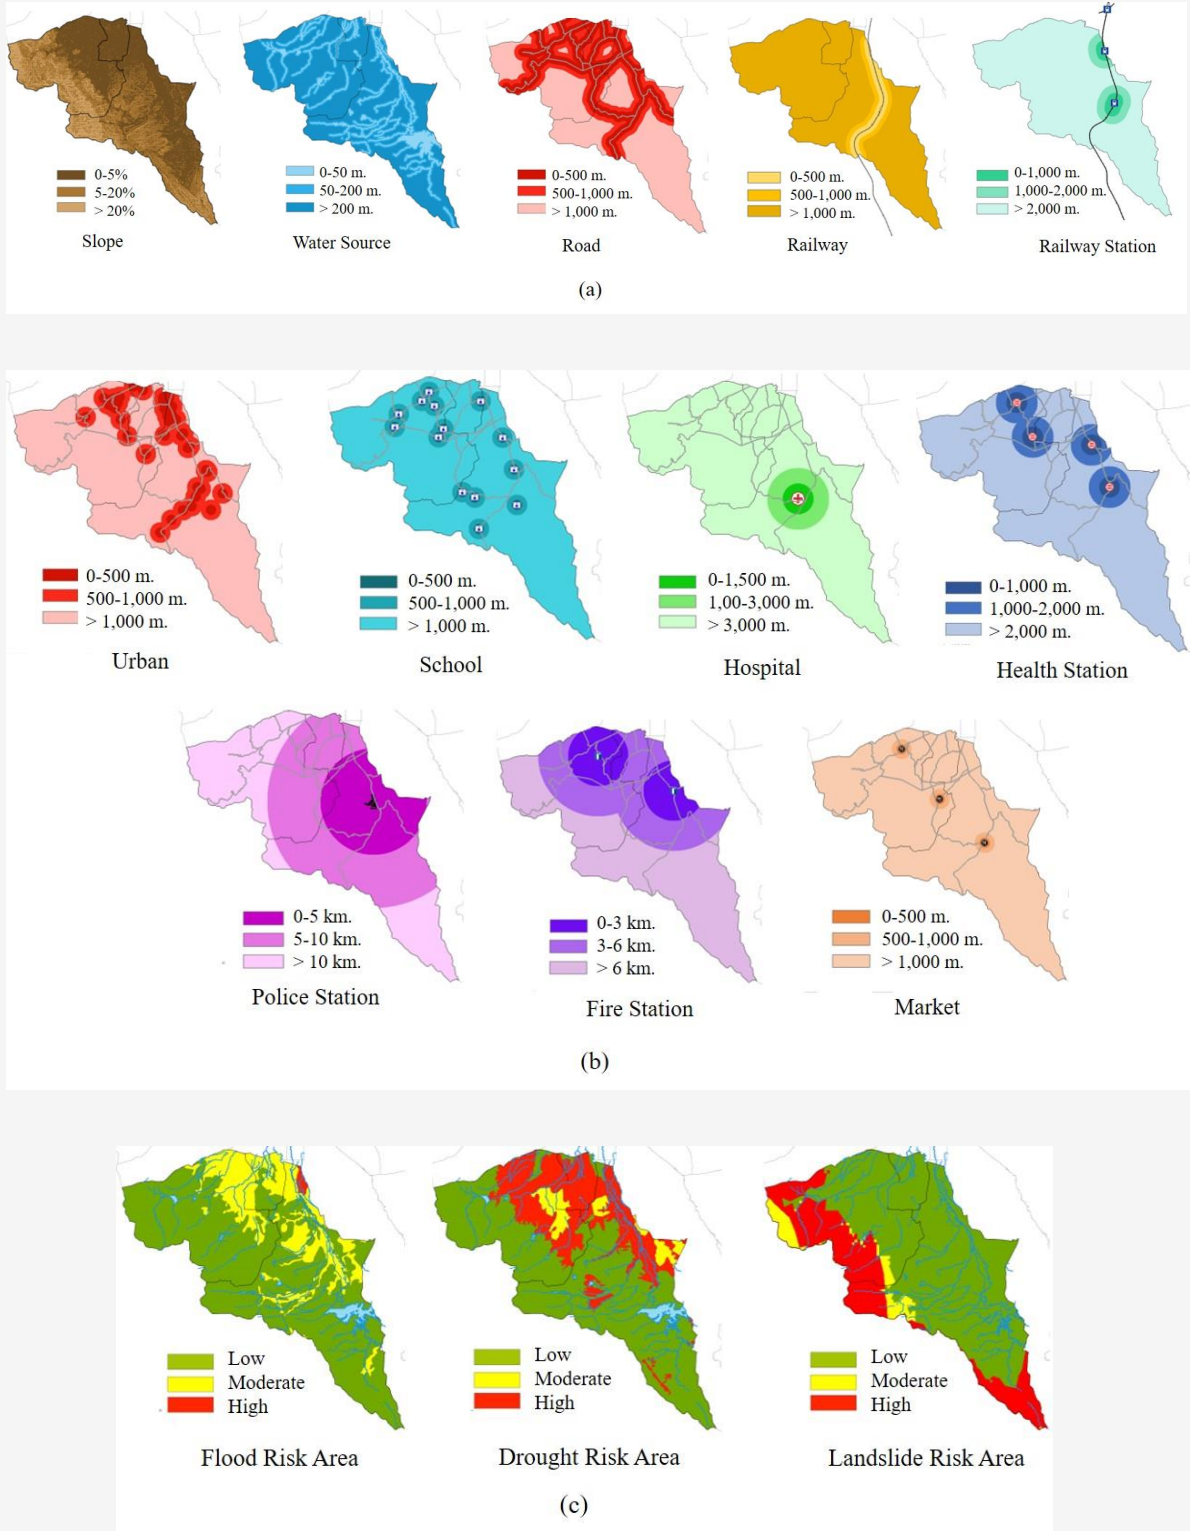 0-5%
5-20%
> 20%
Slope
0-50 m.
50-200 m.
> 200 m.
Water Source
0-500 m.
500-1,000 m.
> 1,000 m.
Road
0-500 m.
500-1,000 m.
> 1,000 m.
Railway
0-1,000 m.
1,000-2,000 m.
> 2,000 m.
Railway Station
(a)
0-500 m.
500-1,000 m.
> 1,000 m.
Urban
0-500 m.
500-1,000 m.
> 1,000 m.
School
0-1,500 m.
1,00-3,000 m.
> 3,000 m.
Hospital
0-1,000 m.
1,000-2,000 m.
> 2,000 m.
Health Station
0-5 km.
5-10 km.
> 10 km.
Police Station
0-3 km.
3-6 km.
> 6 km.
Fire Station
0-500 m.
500-1,000 m.
> 1,000 m.
Market
(b)
Low
Moderate
High
Flood Risk Area
Low
Moderate
High
Drought Risk Area
Low
Moderate
High
Landslide Risk Area
(c)